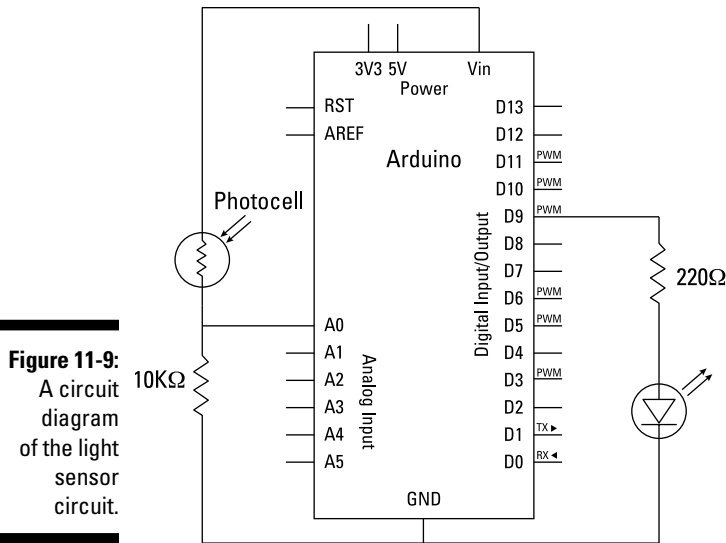 3V3 5V Vin
Power
RST
AREF
Arduino
D13
D12
D11 PWM
D10 PWM
D9 PWM
D8
D7
D6 PWM
D5 PWM
D4
D3 PWM
D2
D1 TX ▶
D0 RX ◀
Digital Input/Output
Photocell
220Ω
A0
A1
A2
A3
A4
A5
Analog Input
10KΩ
GND
Figure 11-9:
A circuit
diagram
of the light
sensor
circuit.